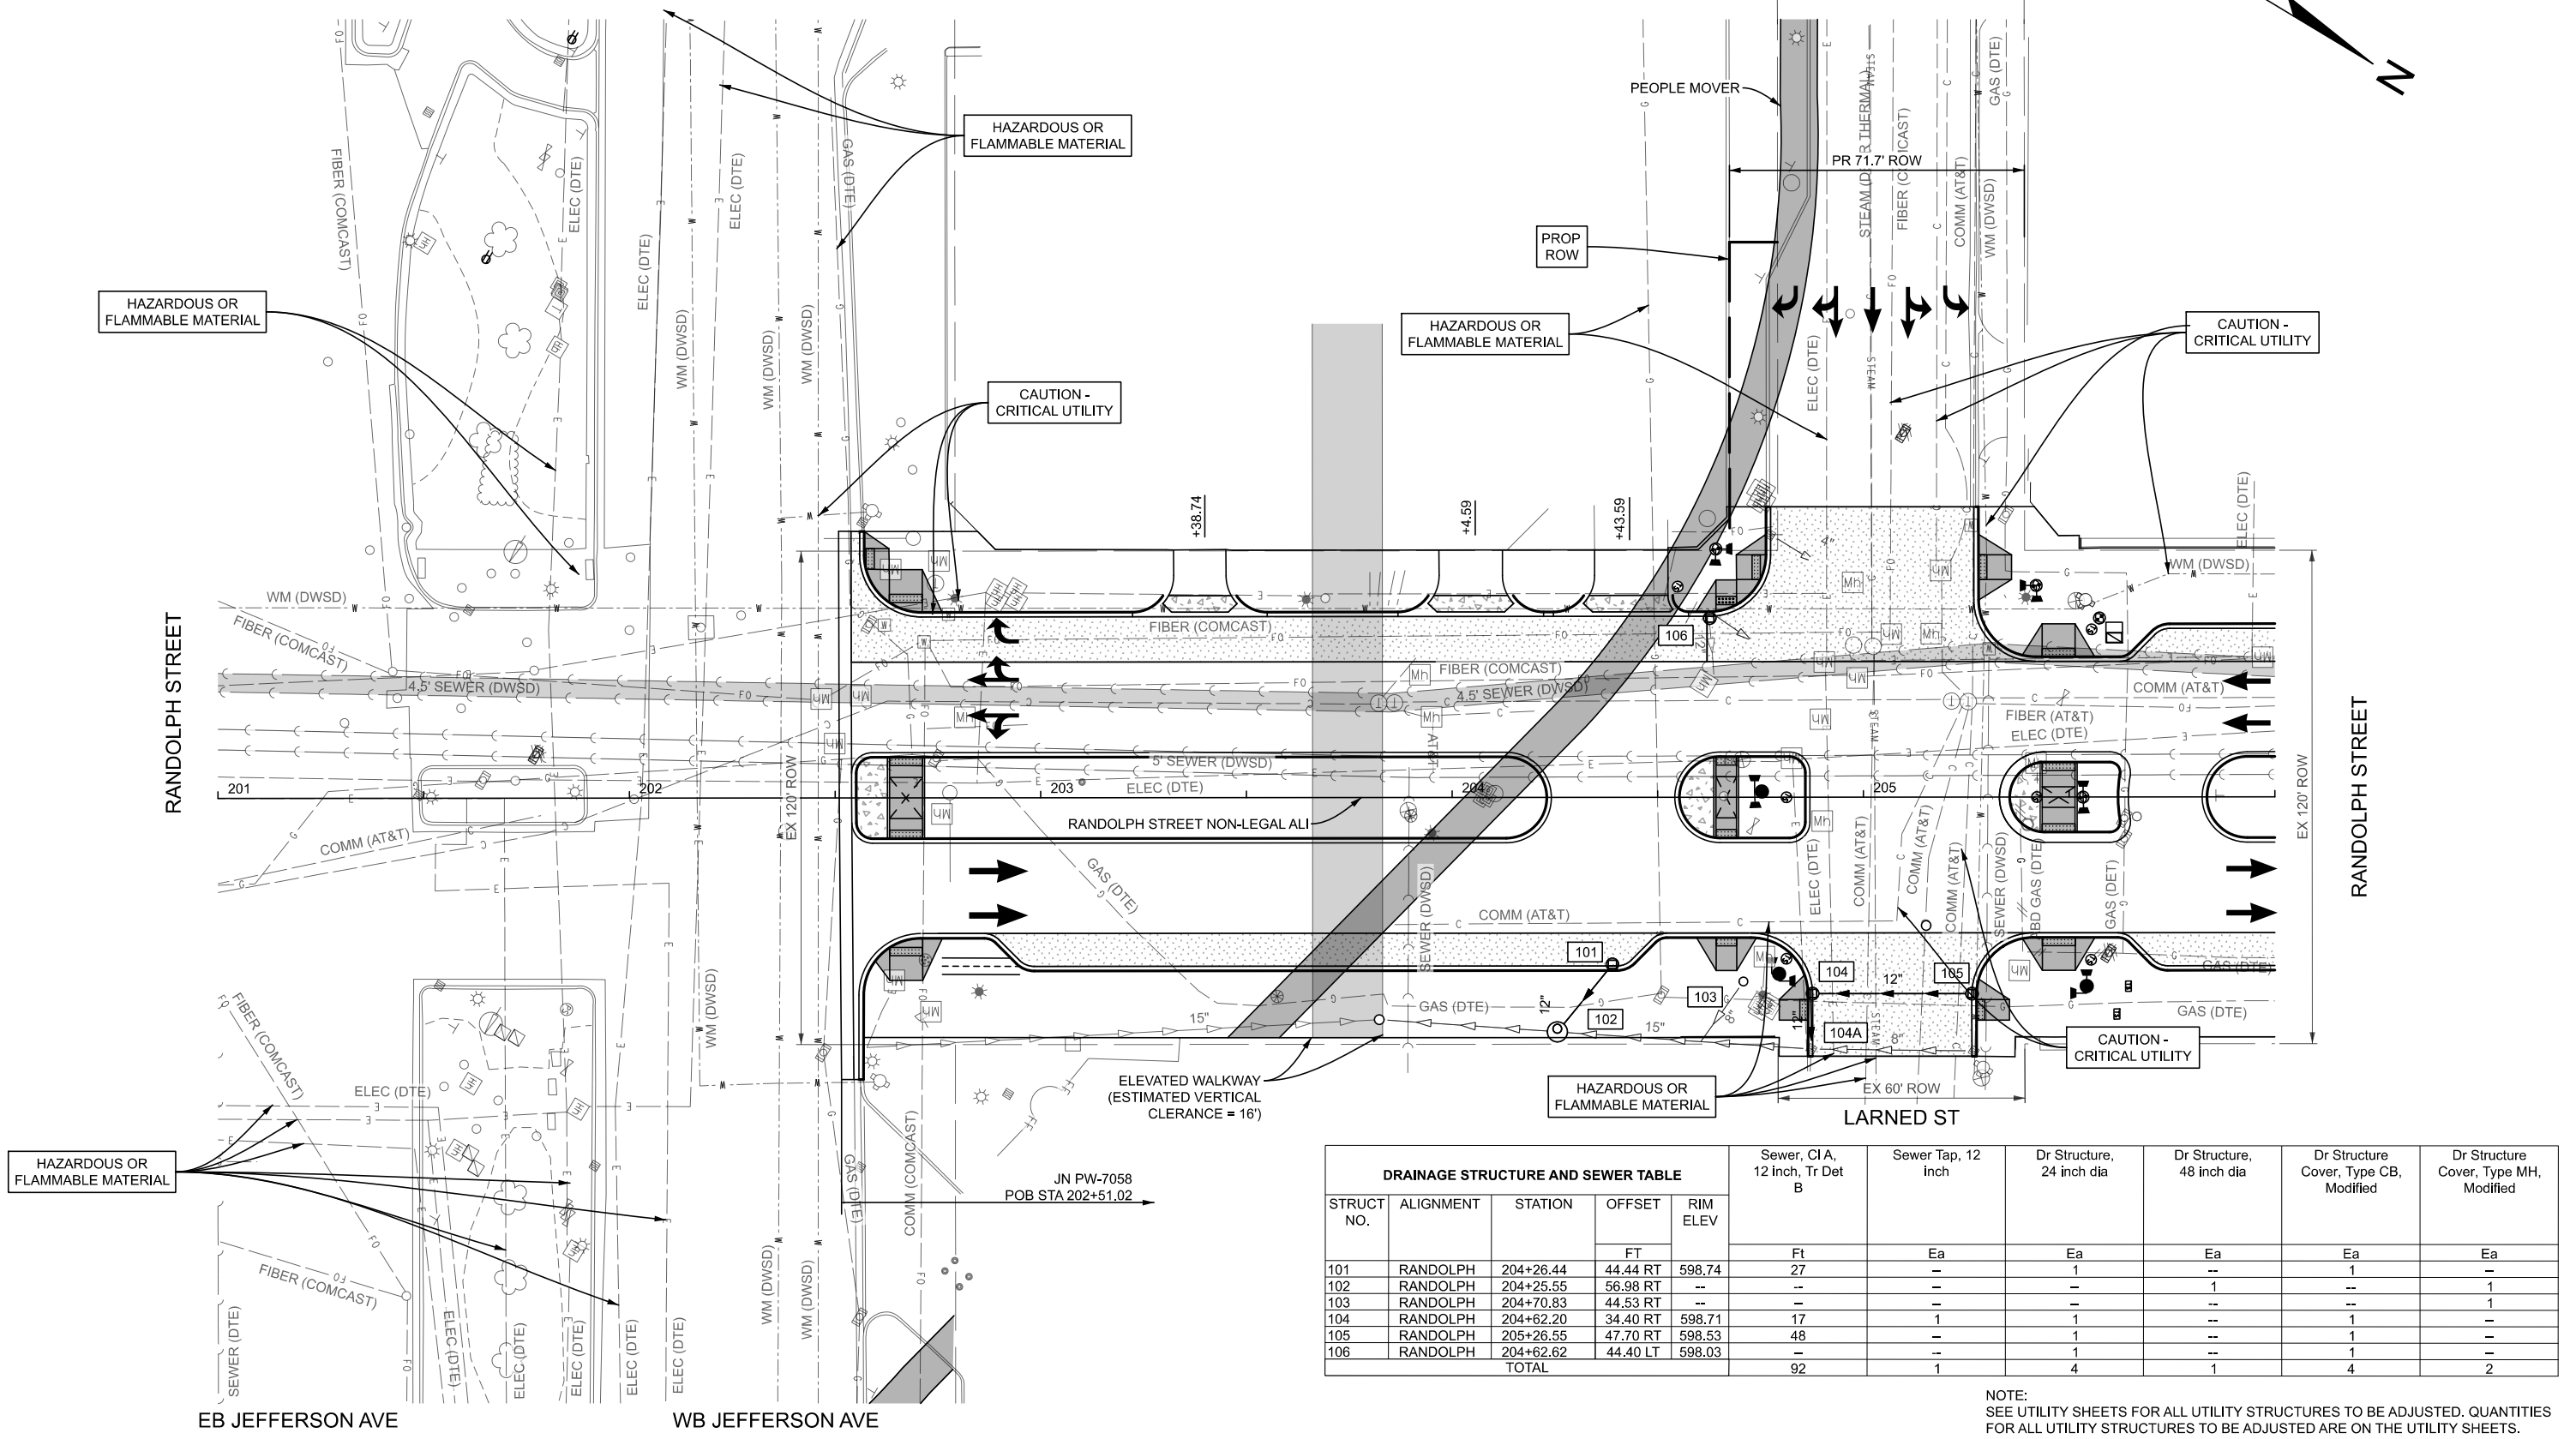 N
PEOPLE MOVER
HAZARDOUS OR
FLAMMABLE MATERIAL
PR 71.7' ROW
PROP
ROW
FIBER (COMCAST)
ELEC (DTE)
ELEC (DTE)
ELEC (DTE)
GAS (DTE)
FIBER (COMCAST)
COMM (AT&T)
WM (DWSD)
GAS (DTE)
HAZARDOUS OR
FLAMMABLE MATERIAL
WM (DWSD)
WM (DWSD)
WM (DWSD)
HAZARDOUS OR
FLAMMABLE MATERIAL
CAUTION -
CRITICAL UTILITY
ELEC (DTE)
STEAM
CAUTION -
CRITICAL UTILITY
+38.74
+4.59
+43.59
4"
ELEC (DTE)
WM (DWSD)
WM (DWSD)
RANDOLPH STREET
FIBER (COMCAST)
FIBER (COMCAST)
106
FIBER (COMCAST)
4.5' SEWER (DWSD)
4.5' SEWER (DWSD)
COMM (AT&T)
FIBER (AT&T)
ELEC (DTE)
AT&T
STEAM
5' SEWER (DWSD)
ELEC (DTE)
201
202
203
204
205
EX 120' ROW
EX 120' ROW
RANDOLPH STREET
RANDOLPH STREET NON-LEGAL ALI
COMM (AT&T)
GAS (DTE)
SEWER (DWSD)
COMM (AT&T)
ELEC (DTE)
COMM (AT&T)
COMM (AT&T)
COMM (AT&T)
SEWER (DWSD)
ABD GAS (DTE)
GAS (DET)
101
104
12"
105
GAS (DTE)
103
12"
102
GAS (DTE)
15"
15"
8"
12"
104A
8"
STEAM
GAS (DTE)
CAUTION -
CRITICAL UTILITY
WM (DWSD)
FIBER (COMCAST)
ELEC (DTE)
ELEVATED WALKWAY
(ESTIMATED VERTICAL
CLERANCE = 16')
HAZARDOUS OR
FLAMMABLE MATERIAL
EX 60' ROW
LARNED ST
HAZARDOUS OR
FLAMMABLE MATERIAL
JN PW-7058
POB STA 202+51.02
GAS (DTE)
COMM (COMCAST)
FIBER (COMCAST)
SEWER (DTE)
ELEC (DTE)
ELEC (DTE)
ELEC (DTE)
ELEC (DTE)
ELEC (DTE)
WM (DWSD)
WM (DWSD)
EB JEFFERSON AVE
WB JEFFERSON AVE
DRAINAGE STRUCTURE AND SEWER TABLE
Sewer, Cl A,
12 inch, Tr Det
B
Sewer Tap, 12
inch
Dr Structure,
24 inch dia
Dr Structure,
48 inch dia
Dr Structure
Cover, Type CB,
Modified
Dr Structure
Cover, Type MH,
Modified
STRUCT
NO.
ALIGNMENT
STATION
OFFSET
RIM
ELEV
FT Ft Ea Ea Ea Ea Ea
101 RANDOLPH 204+26.44 44.44 RT 598.74 27 – 1 -- 1 –
102 RANDOLPH 204+25.55 56.98 RT -- -- – – 1 -- 1
103 RANDOLPH 204+70.83 44.53 RT -- – – – -- -- 1
104 RANDOLPH 204+62.20 34.40 RT 598.71 17 1 1 -- 1 –
105 RANDOLPH 205+26.55 47.70 RT 598.53 48 – 1 -- 1 –
106 RANDOLPH 204+62.62 44.40 LT 598.03 – -- 1 -- 1 –
TOTAL 92 1 4 1 4 2
NOTE:
SEE UTILITY SHEETS FOR ALL UTILITY STRUCTURES TO BE ADJUSTED. QUANTITIES
FOR ALL UTILITY STRUCTURES TO BE ADJUSTED ARE ON THE UTILITY SHEETS.